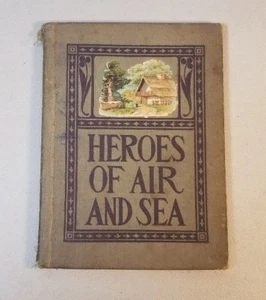 HEROES
OF AIR
AND SEA